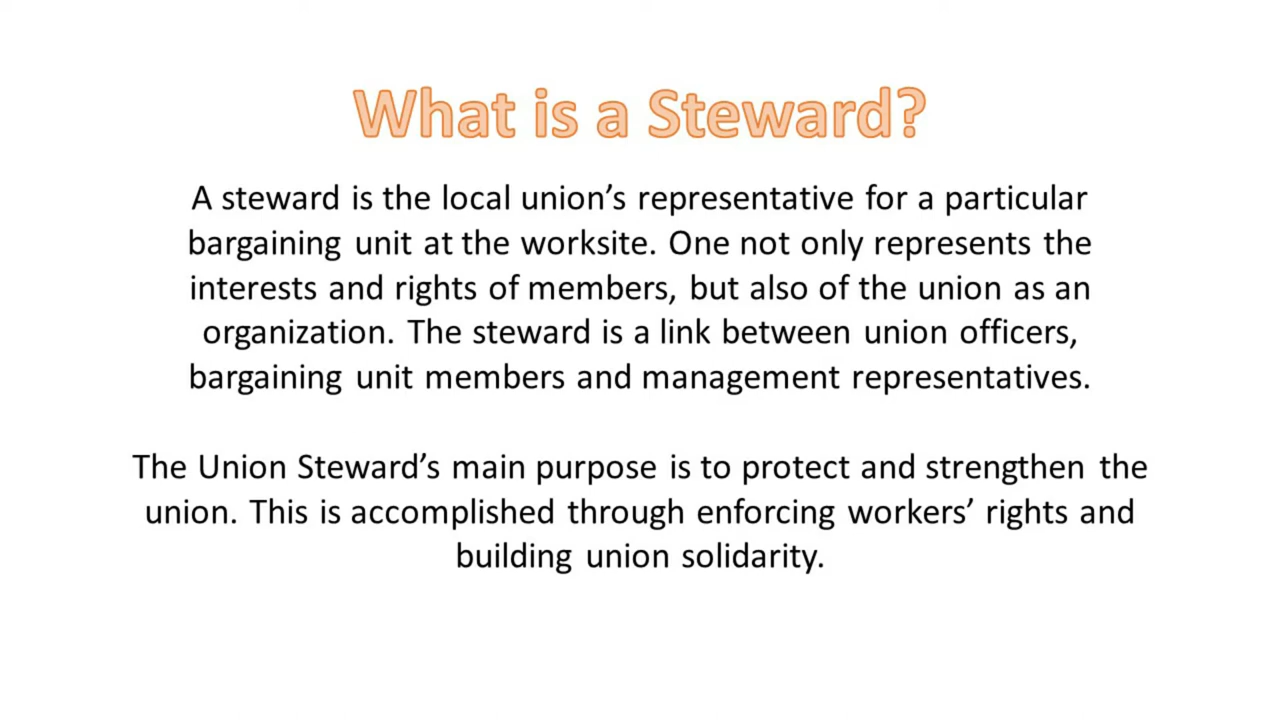 What is a Steward?
A steward is the local union’s representative for a particular
bargaining unit at the worksite. One not only represents the
interests and rights of members, but also of the union as an
organization. The steward is a link between union officers,
bargaining unit members and management representatives.
The Union Steward’s main purpose is to protect and strengthen the
union. This is accomplished through enforcing workers’ rights and
building union solidarity.